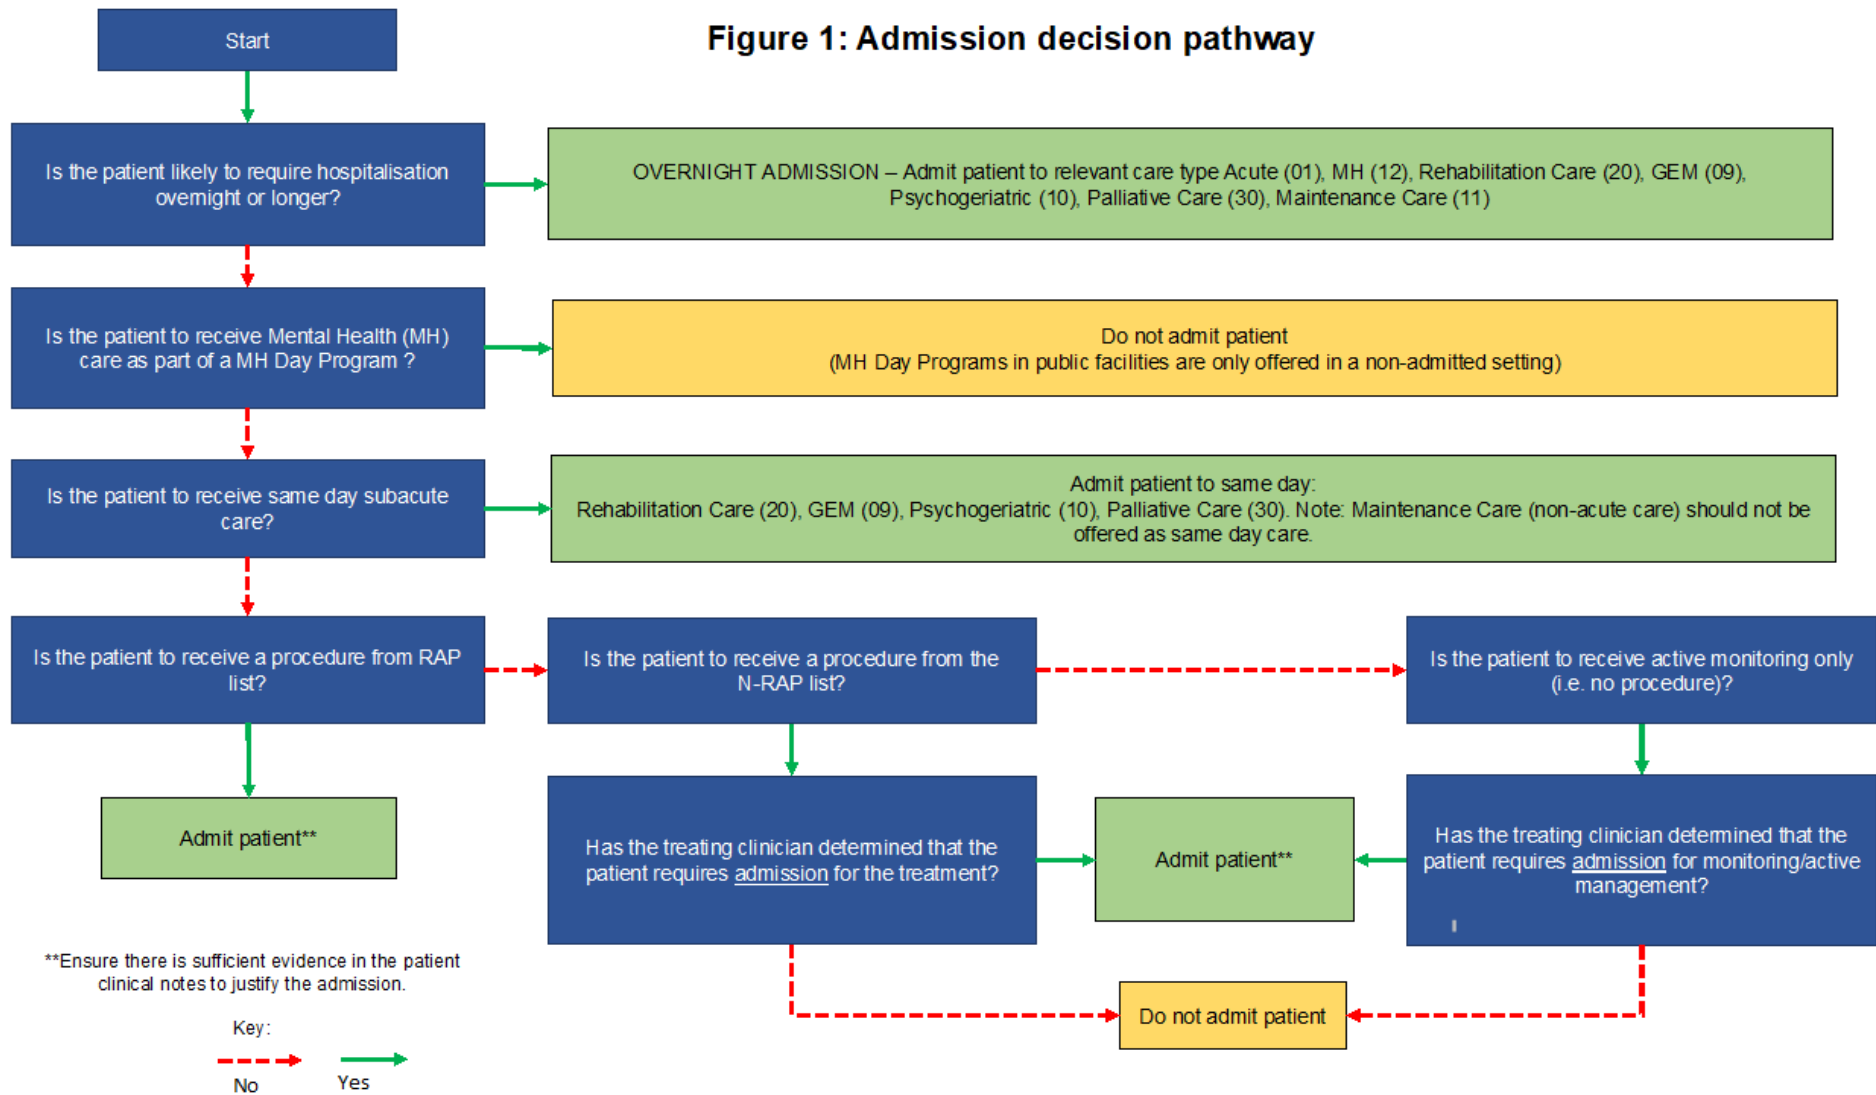 Figure 1: Admission decision pathway
Start
Is the patient likely to require hospitalisation
overnight or longer?
OVERNIGHT ADMISSION – Admit patient to relevant care type Acute (01), MH (12), Rehabilitation Care (20), GEM (09),
Psychogeriatric (10), Palliative Care (30), Maintenance Care (11)
Is the patient to receive Mental Health (MH)
care as part of a MH Day Program ?
Do not admit patient
(MH Day Programs in public facilities are only offered in a non-admitted setting)
Is the patient to receive same day subacute
care?
Admit patient to same day:
Rehabilitation Care (20), GEM (09), Psychogeriatric (10), Palliative Care (30). Note: Maintenance Care (non-acute care) should not be
offered as same day care.
Is the patient to receive a procedure from RAP
list?
Is the patient to receive a procedure from the
N-RAP list?
Is the patient to receive active monitoring only
(i.e. no procedure)?
Admit patient**
Has the treating clinician determined that the
patient requires admission for the treatment?
Admit patient**
Has the treating clinician determined that the
patient requires admission for monitoring/active
management?
**Ensure there is sufficient evidence in the patient
clinical notes to justify the admission.
Do not admit patient
Key:
No
Yes